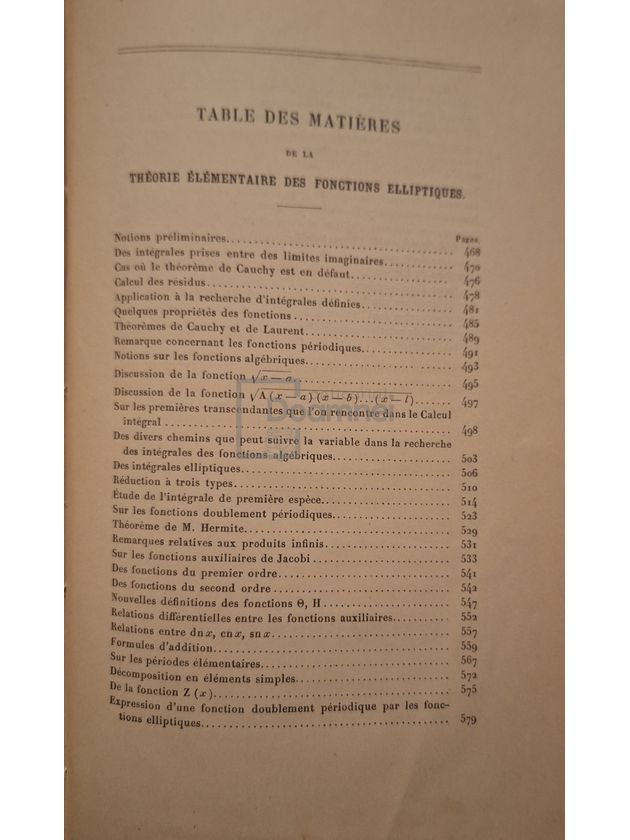 TABLE DES MATIÈRES
DE LA
THÉORIE ÉLÉMENTAIRE DES FONCTIONS ELLIPTIQUES.
Pages.
Notions préliminaires.......... 468
Des intégrales prises entre des limites imaginaires.......... 470
Cas où le théorème de Cauchy est en défaut.......... 476
Calcul des résidus.......... 478
Application à la recherche d'intégrales définies.......... 481
Quelques propriétés des fonctions.......... 485
Théorèmes de Cauchy et de Laurent.......... 489
Remarque concernant les fonctions périodiques.......... 491
Notions sur les fonctions algébriques.......... 493
Discussion de la fonction √x — a.......... 495
Discussion de la fonction √A (x — a) (x — b)...(x — l).......... 497
Sur les premières transcendantes que l'on rencontre dans le Calcul
intégral.......... 498
Des divers chemins que peut suivre la variable dans la recherche
des intégrales des fonctions algébriques.......... 503
Des intégrales elliptiques.......... 506
Réduction à trois types.......... 510
Étude de l'intégrale de première espèce.......... 514
Sur les fonctions doublement périodiques.......... 523
Théorème de M. Hermite.......... 529
Remarques relatives aux produits infinis.......... 531
Sur les fonctions auxiliaires de Jacobi.......... 533
Des fonctions du premier ordre.......... 541
Des fonctions du second ordre.......... 542
Nouvelles définitions des fonctions Θ, H.......... 547
Relations différentielles entre les fonctions auxiliaires.......... 552
Relations entre dnx, cnx, snx.......... 557
Formules d'addition.......... 559
Sur les périodes élémentaires.......... 567
Décomposition en éléments simples.......... 572
De la fonction Z (x).......... 575
Expression d'une fonction doublement périodique par les fonc-
tions elliptiques.......... 579